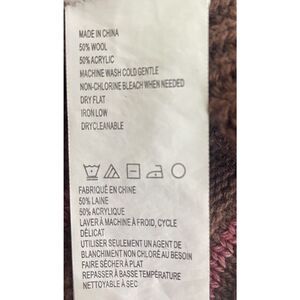 MADE IN CHINA
50% WOOL
50% ACRYLIC
MACHINE WASH COLD GENTLE
NON-CHLORINE BLEACH WHEN NEEDED
DRY FLAT
IRON LOW
DRYCLEANABLE
FABRIQUÉ EN CHINE
50% LAINE
50% ACRYLIQUE
LAVER À MACHINE À FROID, CYCLE
DÉLICAT
UTILISER SEULEMENT UN AGENT DE
BLANCHIMENT NON CHLORÉ AU BESOIN
FAIRE SÉCHER À PLAT
REPASSER À BASSE TEMPÉRATURE
NETTOYABLE À SEC